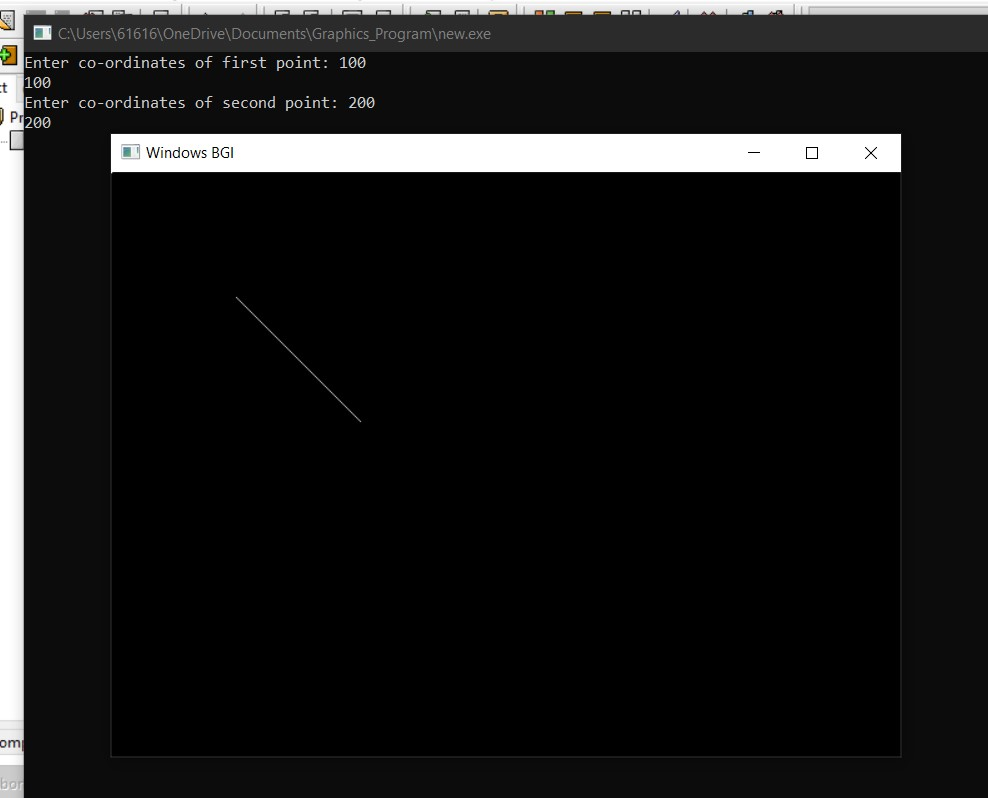 C:\Users\61616\OneDrive\Documents\Graphics_Program\new.exe
Enter co-ordinates of first point: 100
100
Enter co-ordinates of second point: 200
200
Windows BGI